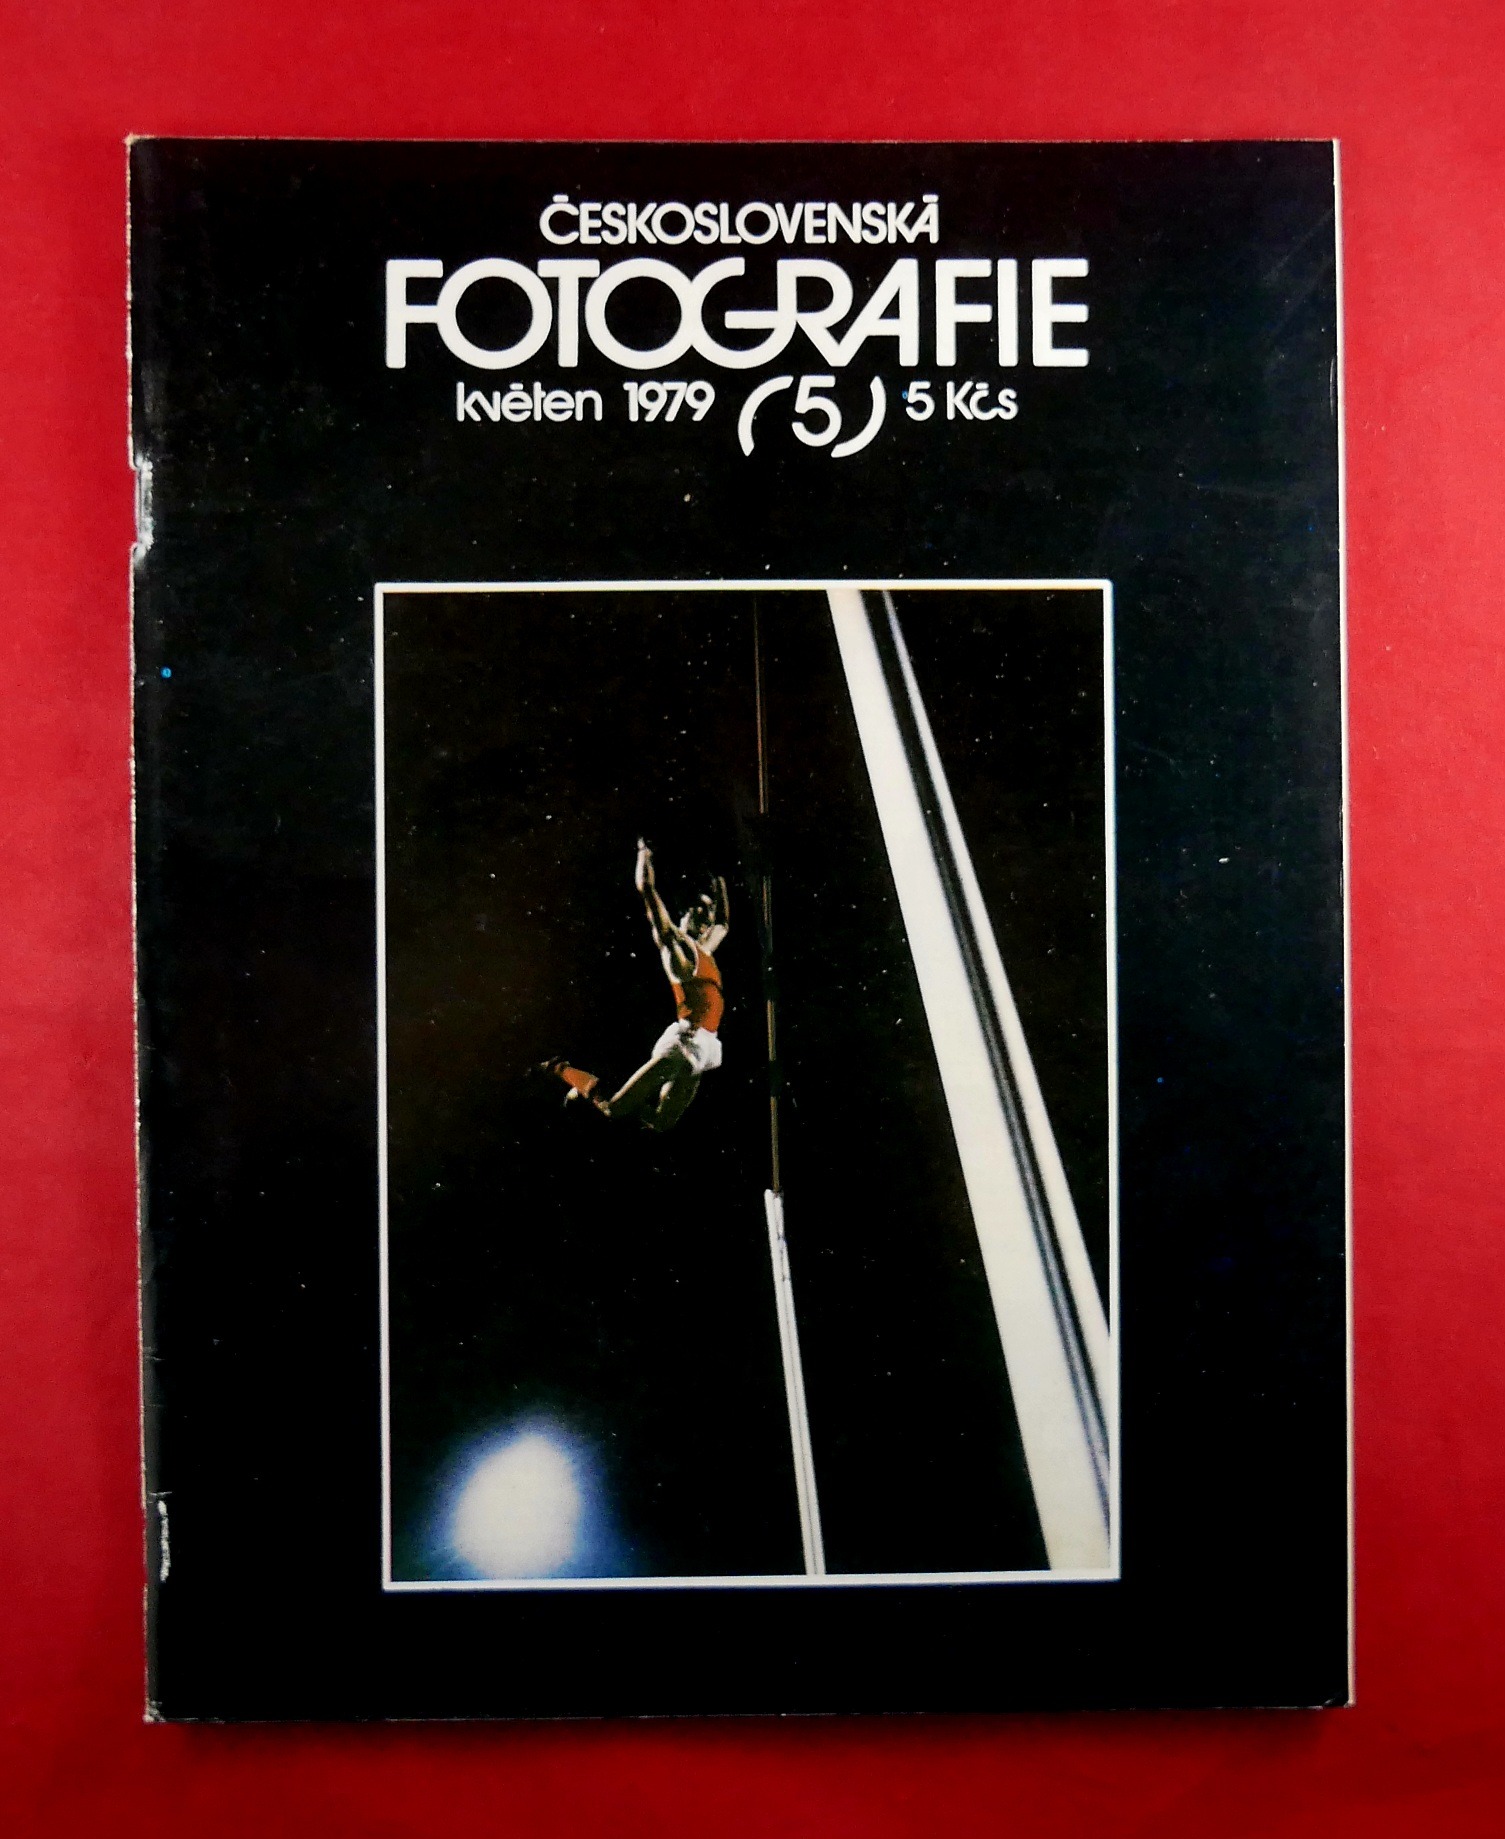 ČESKOSLOVENSKÁ
FOTOGRAFIE
květen 1979 (5) 5 Kčs